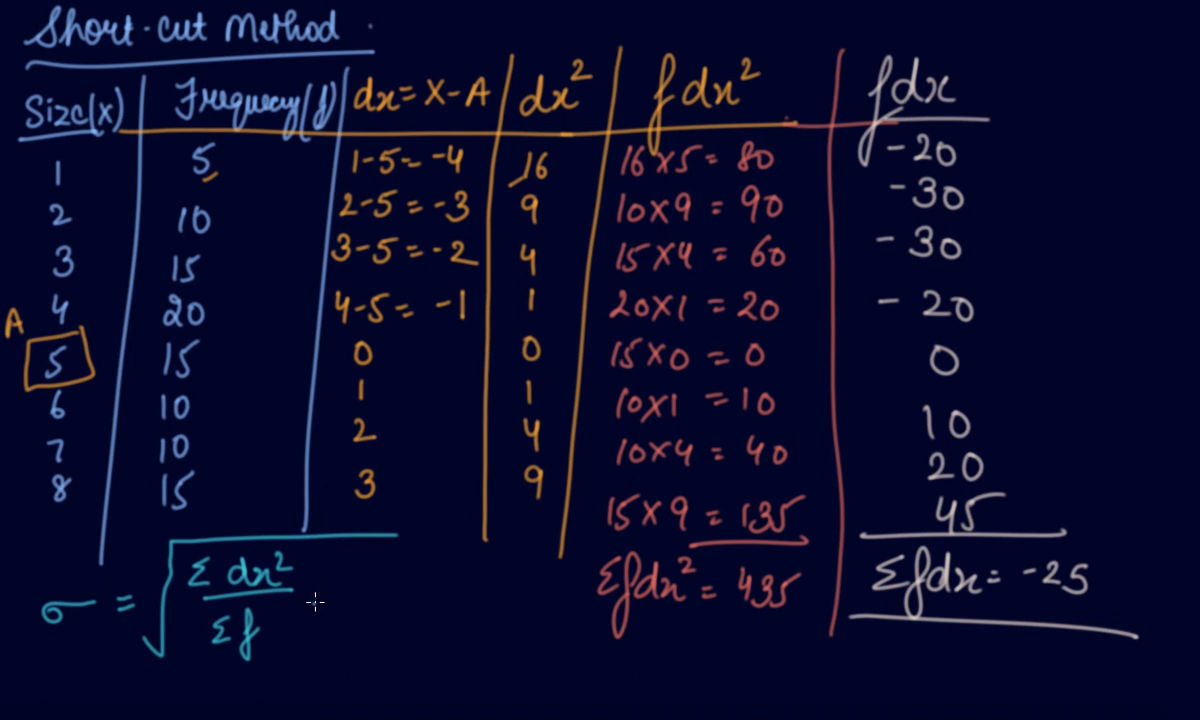 Short-cut Method
Size(x) Frequency(f) dx = X-A dx² fdx² fdx
1 5 1-5 = -4 16 16×5 = 80 -20
2 10 2-5 = -3 9 10×9 = 90 -30
3 15 3-5 = -2 4 15×4 = 60 -30
4 20 4-5 = -1 1 20×1 = 20 -20
A 5 15 0 0 15×0 = 0 0
6 10 1 1 10×1 = 10 10
7 10 2 4 10×4 = 40 20
8 15 3 9 15×9 = 135 45
σ = √(Σdx² / Σf) Σfdx² = 435 Σfdx = -25